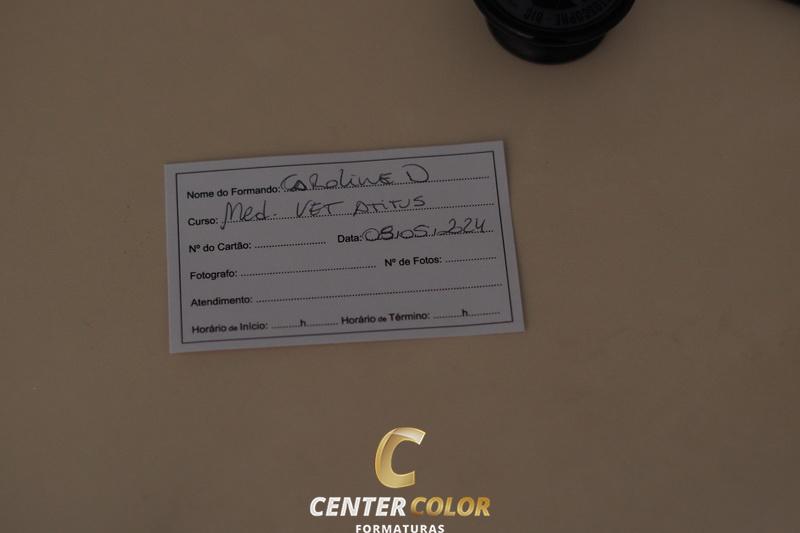 Nome do Formando: CAROLINE D
Curso: Med. VET ATITUS
Nº do Cartão: ........................ Data: 08.05.2024
Fotografo: ............................................. Nº de Fotos: .................
Atendimento: ................................................................................
Horário de Início: ..........h........... Horário de Término: ..........h...........
C
CENTER COLOR
FORMATURAS